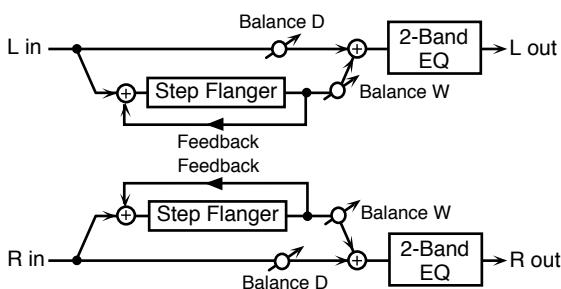 Balance D
L in
2-Band
EQ
L out
Step Flanger
Balance W
Feedback
Feedback
Step Flanger
Balance W
R in
2-Band
EQ
R out
Balance D